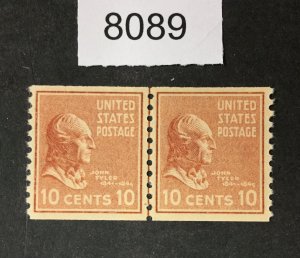 8089
UNITED
STATES
POSTAGE
JOHN
TYLER
1841-1845
10 CENTS 10
UNITED
STATES
POSTAGE
JOHN
TYLER
1841-1845
10 CENTS 10